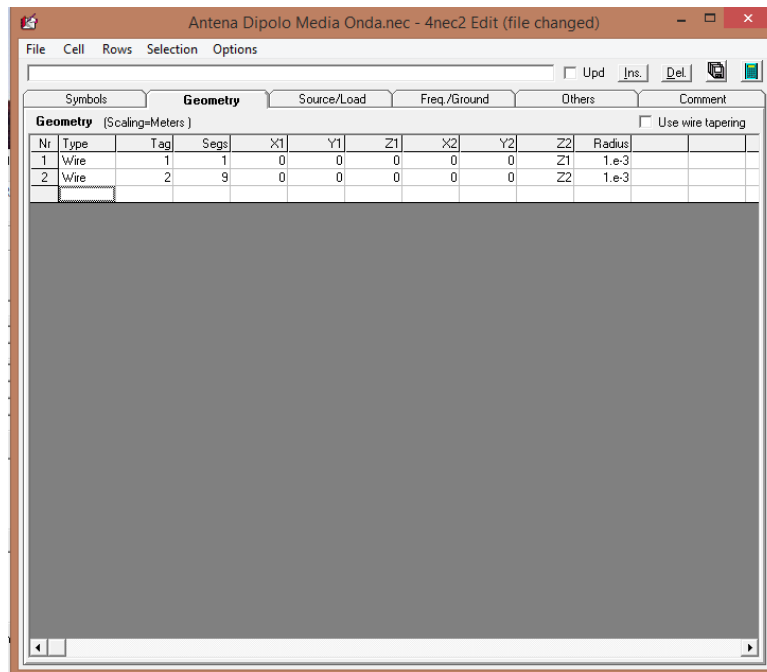 Antena Dipolo Media Onda.nec - 4nec2 Edit (file changed)
File Cell Rows Selection Options
Upd Ins. Del.
Symbols Geometry Source/Load Freq./Ground Others Comment
Geometry (Scaling=Meters ) Use wire tapering
Nr Type Tag Segs X1 Y1 Z1 X2 Y2 Z2 Radius
1 Wire 1 1 0 0 0 0 0 Z1 1.e-3
2 Wire 2 9 0 0 0 0 0 Z2 1.e-3